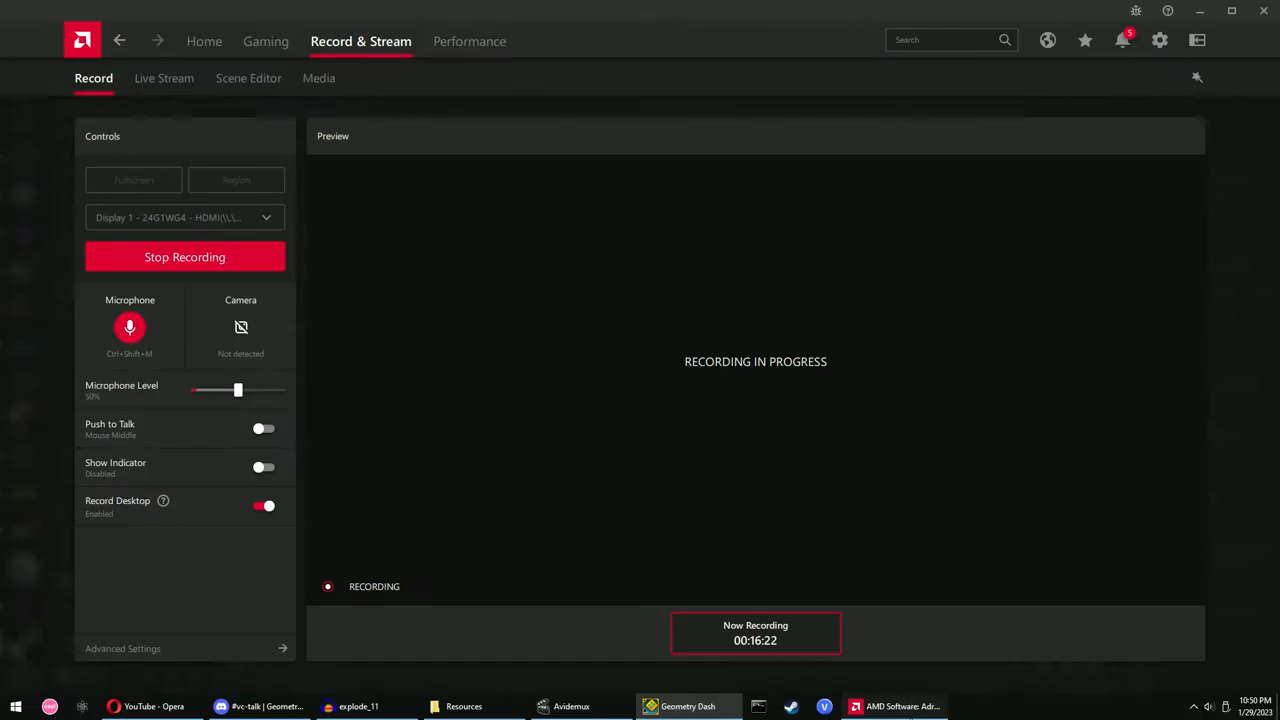 5
Home
Gaming
Record & Stream
Performance
Search
Record
Live Stream
Scene Editor
Media
Controls
Preview
Fullscreen
Region
Display 1 - 24G1WG4 - HDMI(\\.\...
Stop Recording
Microphone
Camera
Ctrl+Shift+M
Not detected
Microphone Level
50%
Push to Talk
Mouse Middle
Show Indicator
Disabled
Record Desktop
Enabled
RECORDING IN PROGRESS
RECORDING
Now Recording
00:16:22
Advanced Settings
osu!
YouTube - Opera
#vc-talk | Geometr...
explode_11
Resources
Avidemux
Geometry Dash
V
AMD Software: Adr...
10:50 PM
1/29/2023